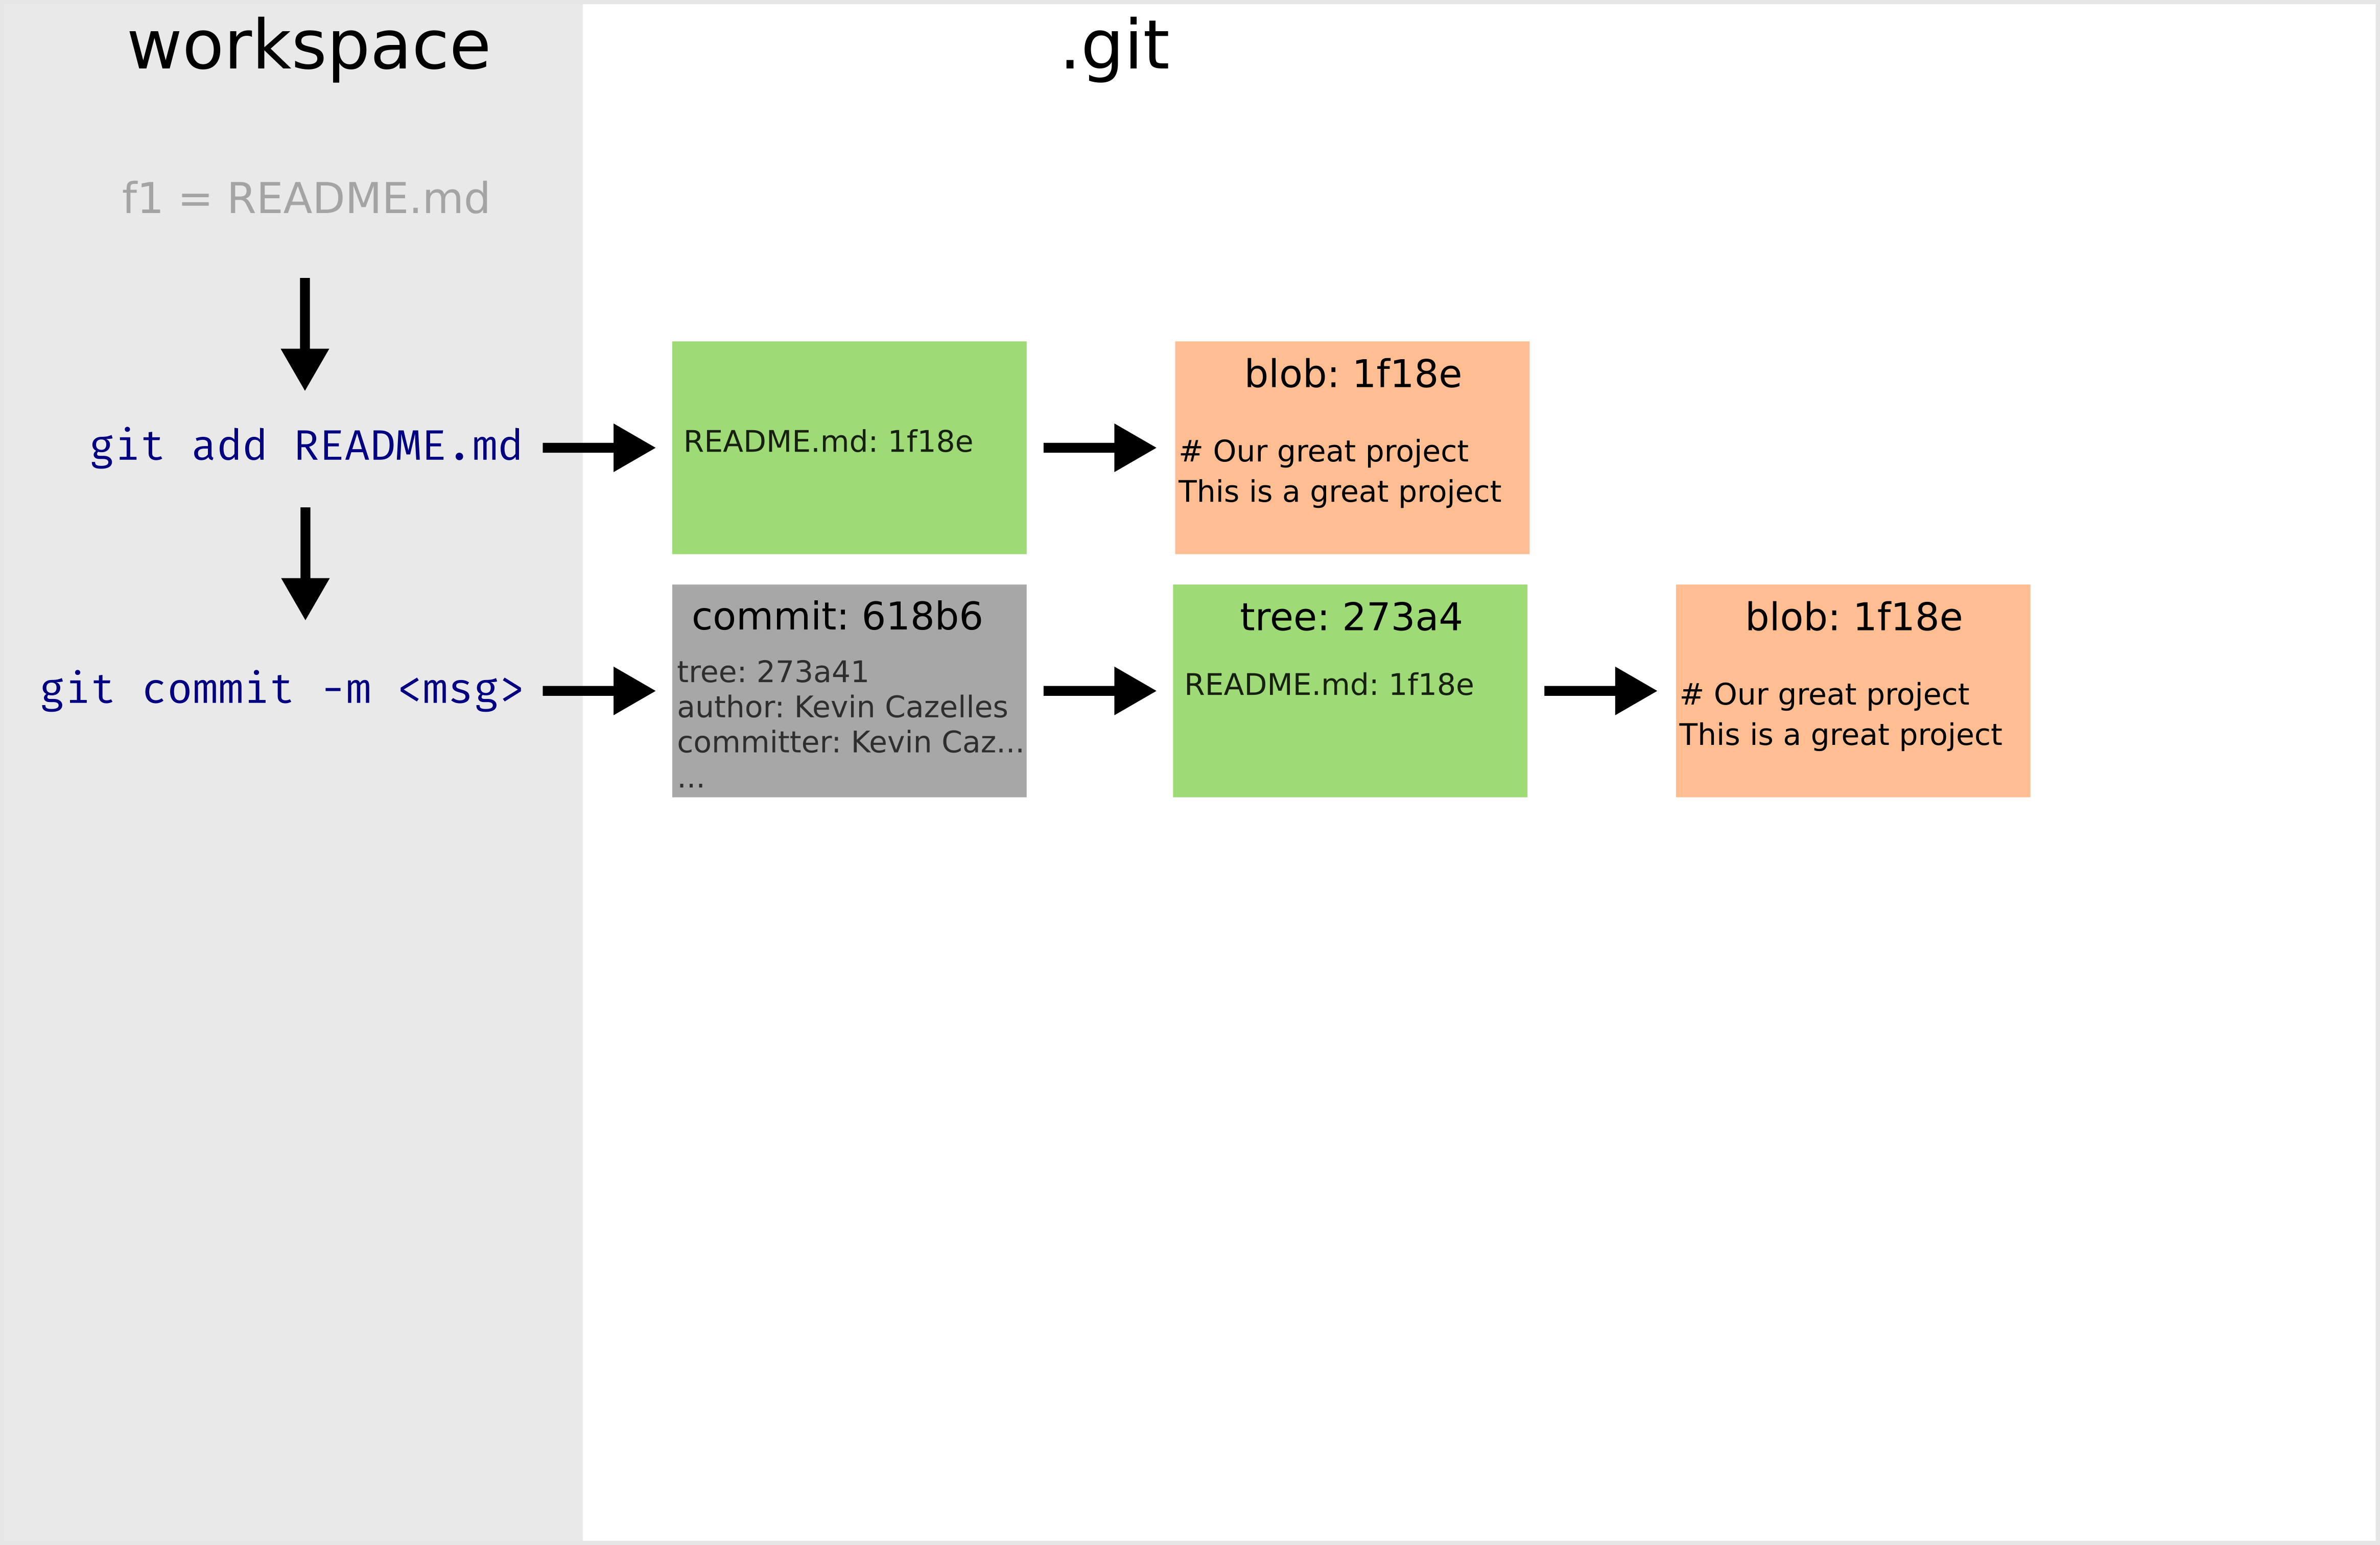 workspace
.git
f1 = README.md
git add README.md
README.md: 1f18e
blob: 1f18e
# Our great project
This is a great project
git commit -m <msg>
commit: 618b6
tree: 273a41
author: Kevin Cazelles
committer: Kevin Caz...
...
tree: 273a4
README.md: 1f18e
blob: 1f18e
# Our great project
This is a great project